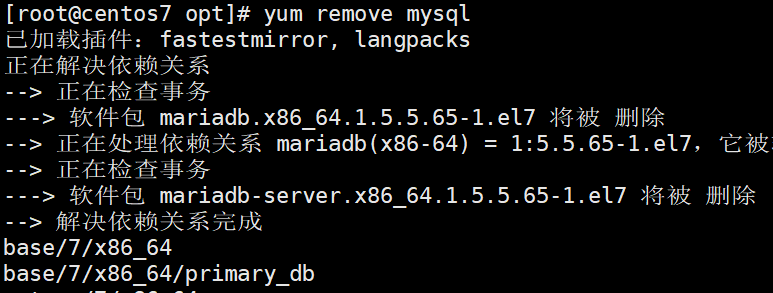 [root@centos7 opt]# yum remove mysql
已加载插件：fastestmirror, langpacks
正在解决依赖关系
--> 正在检查事务
---> 软件包 mariadb.x86_64.1.5.5.65-1.el7 将被 删除
--> 正在处理依赖关系 mariadb(x86-64) = 1:5.5.65-1.el7，它被
--> 正在检查事务
---> 软件包 mariadb-server.x86_64.1.5.5.65-1.el7 将被 删除
--> 解决依赖关系完成
base/7/x86_64
base/7/x86_64/primary_db